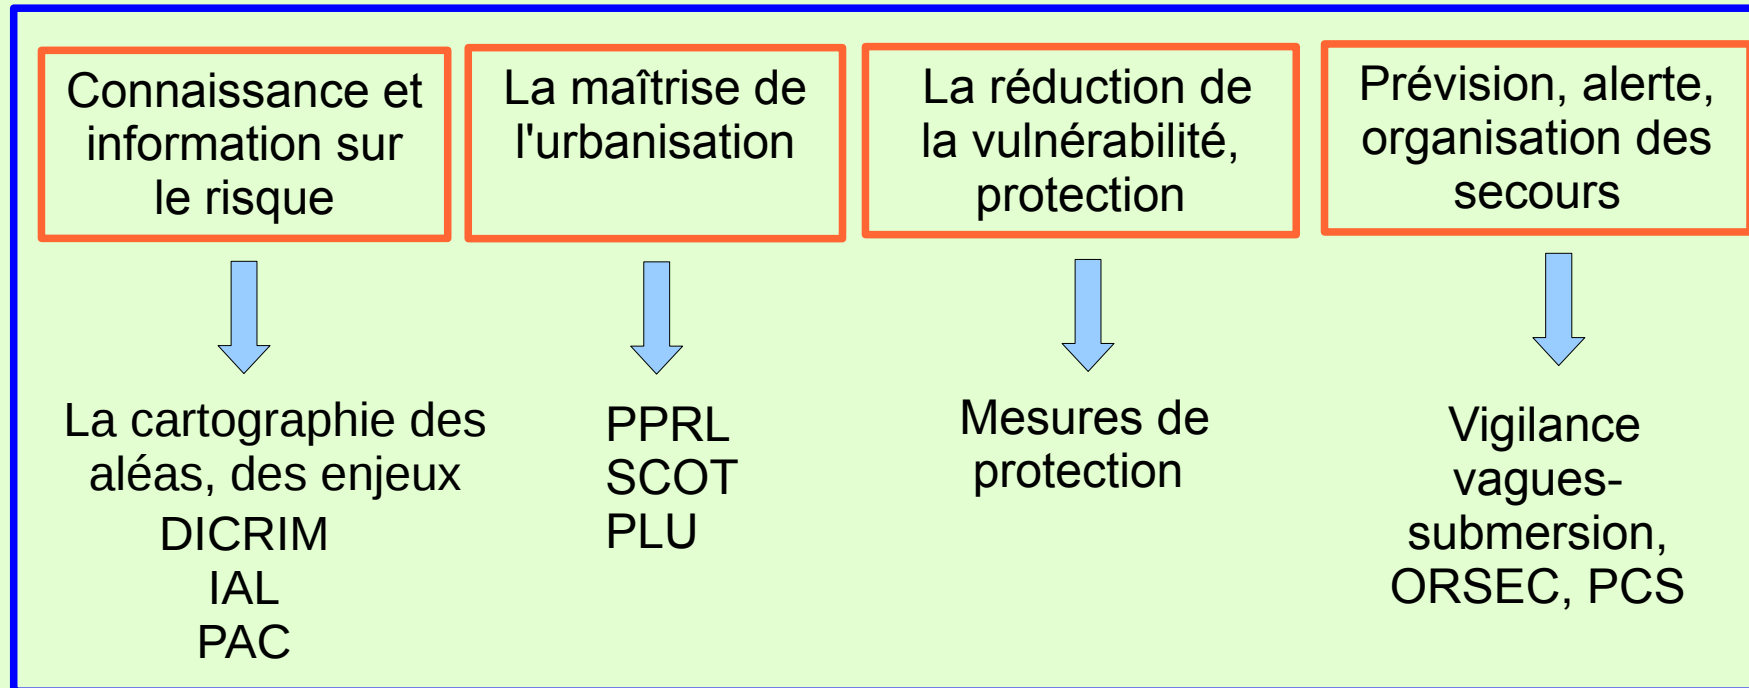 Connaissance et
information sur
le risque
La maîtrise de
l'urbanisation
La réduction de
la vulnérabilité,
protection
Prévision, alerte,
organisation des
secours
La cartographie des
aléas, des enjeux
DICRIM
IAL
PAC
PPRL
SCOT
PLU
Mesures de
protection
Vigilance
vagues-
submersion,
ORSEC, PCS